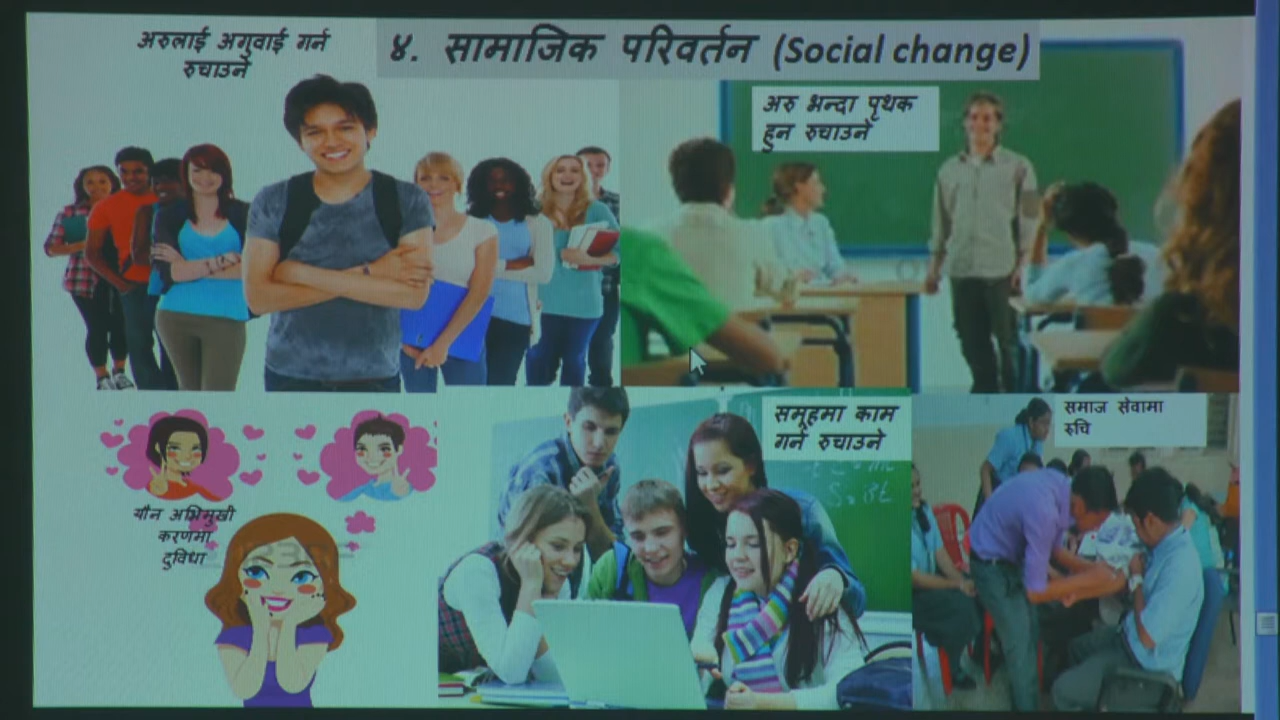 ४. सामाजिक परिवर्तन (Social change)
अरुलाई अगुवाई गर्न
रुचाउने
अरु भन्दा पृथक
हुन रुचाउने
यौन अभिमुखी
करणमा
दुविधा
समूहमा काम
गर्न रुचाउने
समाज सेवामा
रुचि